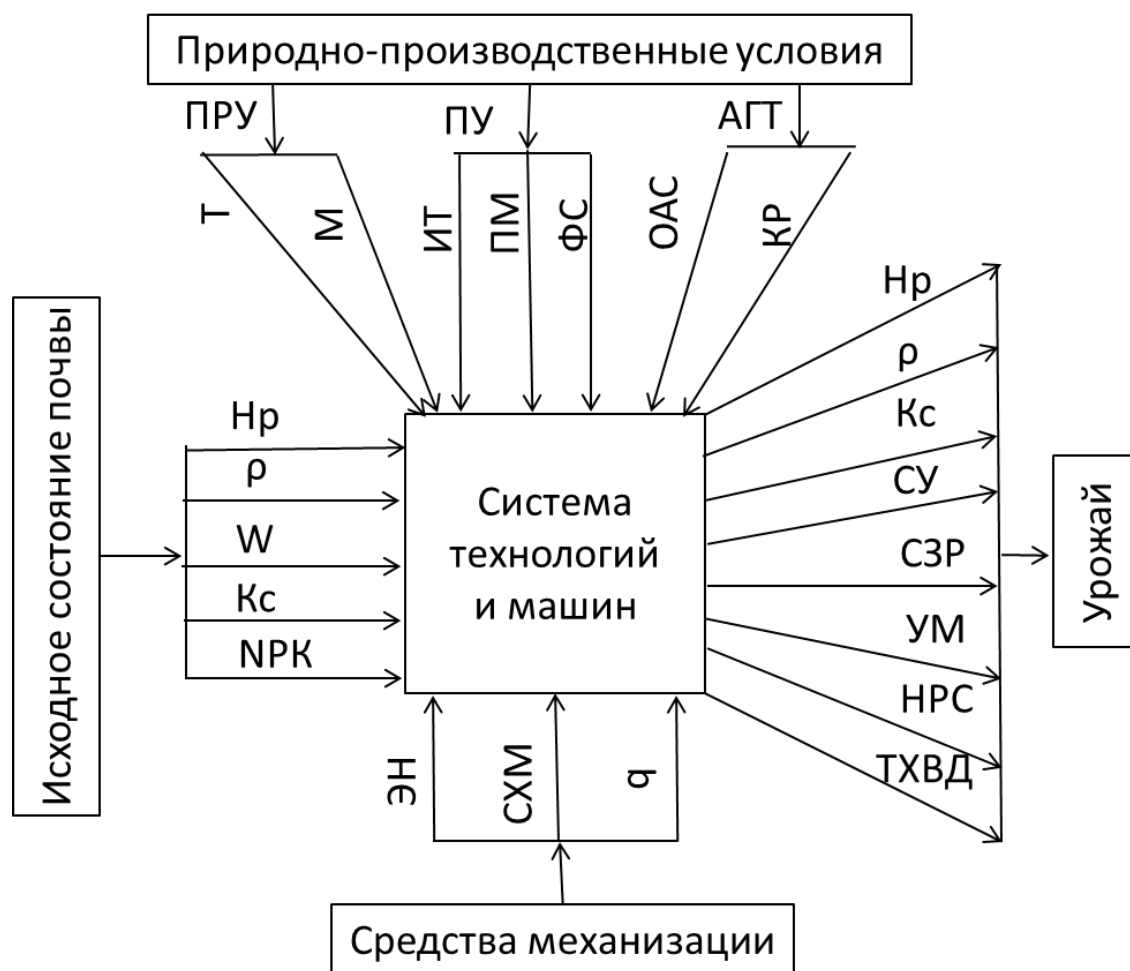 Природно-производственные условия
ПРУ
ПУ
АГТ
Т
М
ИТ
ПМ
ФС
ОАС
КР
Исходное состояние почвы
Нр
ρ
W
Кс
NPK
Система
технологий
и машин
Нр
ρ
Кс
СУ
СЗР
УМ
НРС
ТХВД
Урожай
ЭН
СХМ
q
Средства механизации